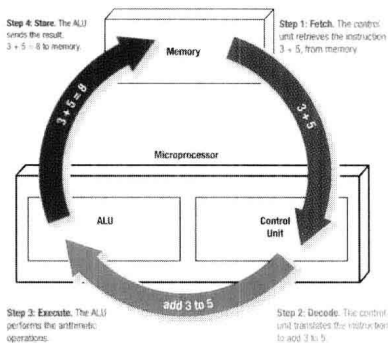 Step 4: Store. The ALU
sends the result,
3 + 5 = 8 to memory.
Step 1: Fetch. The control
unit retrieves the instruction
3 + 5, from memory.
Memory
3 + 5 = 8
3 + 5
Microprocessor
ALU
Control
Unit
add 3 to 5
Step 3: Execute. The ALU
performs the arithmetic
operations.
Step 2: Decode. The control
unit translates the instruction
to add 3 to 5